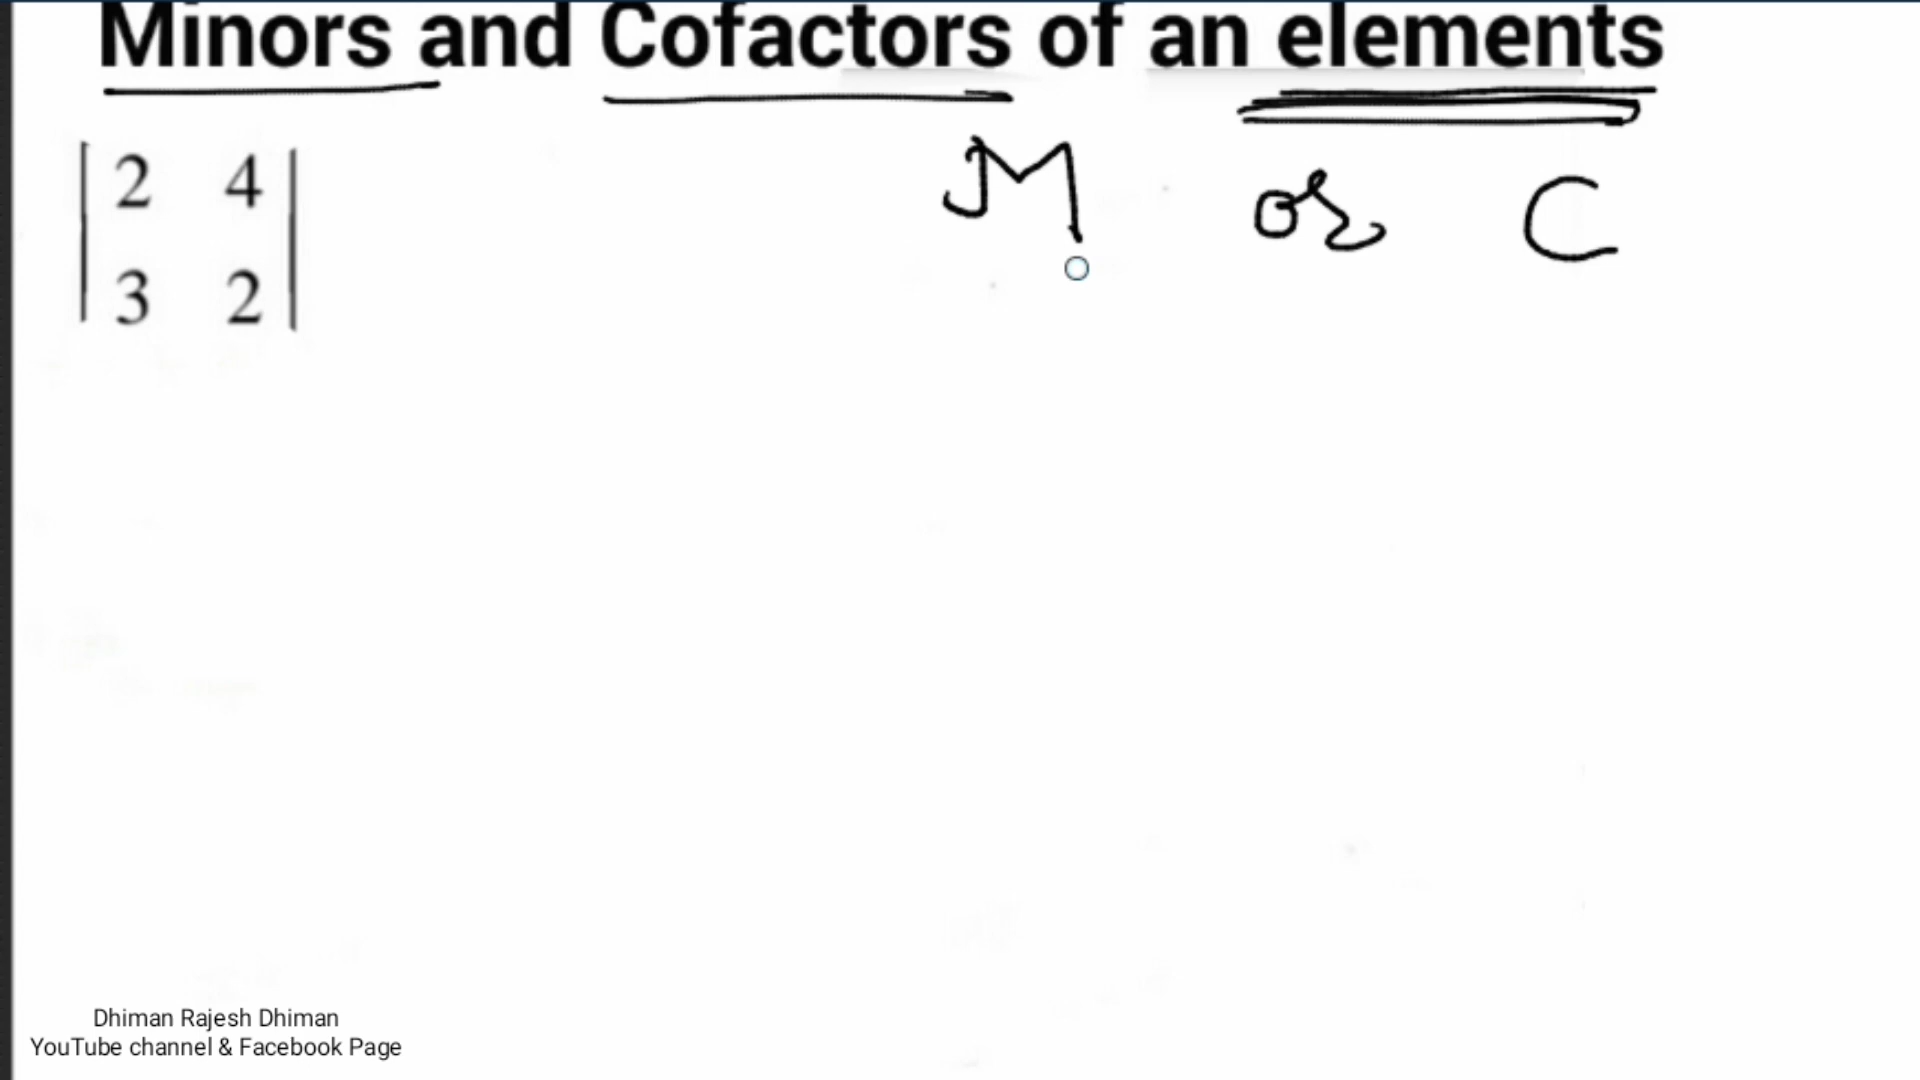 Minors and Cofactors of an elements
M or C
2 4
3 2
Dhiman Rajesh Dhiman
YouTube channel & Facebook Page